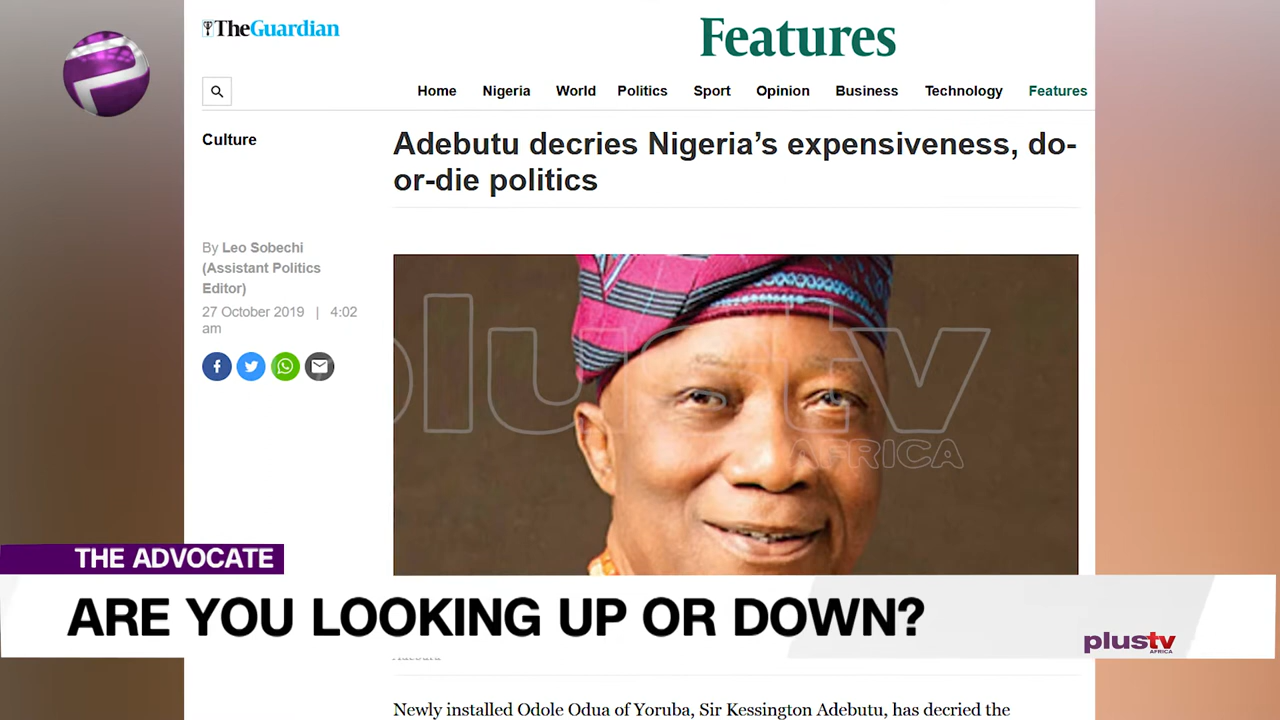 TheGuardian
Features
Home Nigeria World Politics Sport Opinion Business Technology Features
Culture
Adebutu decries Nigeria’s expensiveness, do-
or-die politics
By Leo Sobechi
(Assistant Politics
Editor)
27 October 2019 | 4:02
am
plustv
AFRICA
THE ADVOCATE
ARE YOU LOOKING UP OR DOWN?
plustv
AFRICA
Newly installed Odole Odua of Yoruba, Sir Kessington Adebutu, has decried the